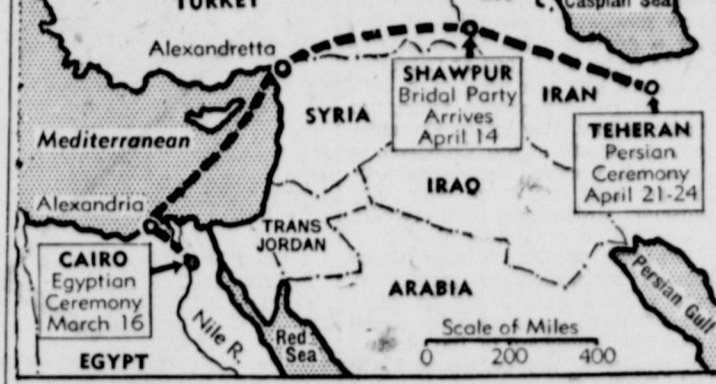 TURKEY
Caspian Sea
Alexandretta
SHAWPUR
Bridal Party
Arrives
April 14
IRAN
SYRIA
TEHERAN
Persian
Ceremony
April 21-24
Mediterranean
IRAQ
Alexandria
TRANS
JORDAN
CAIRO
Egyptian
Ceremony
March 16
ARABIA
Persian Gulf
Nile R.
Red
Sea
Scale of Miles
0 200 400
EGYPT